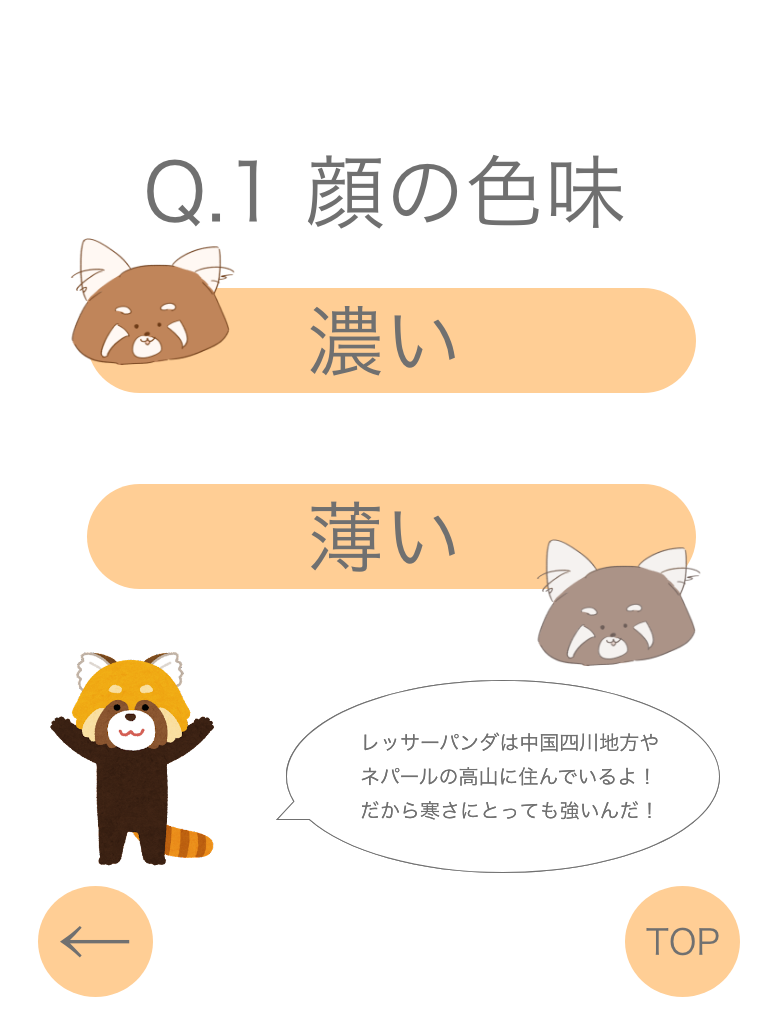 Q.1 顔の色味
濃い
薄い
レッサーパンダは中国四川地方や
ネパールの高山に住んでいるよ！
だから寒さにとっても強いんだ！
←
TOP